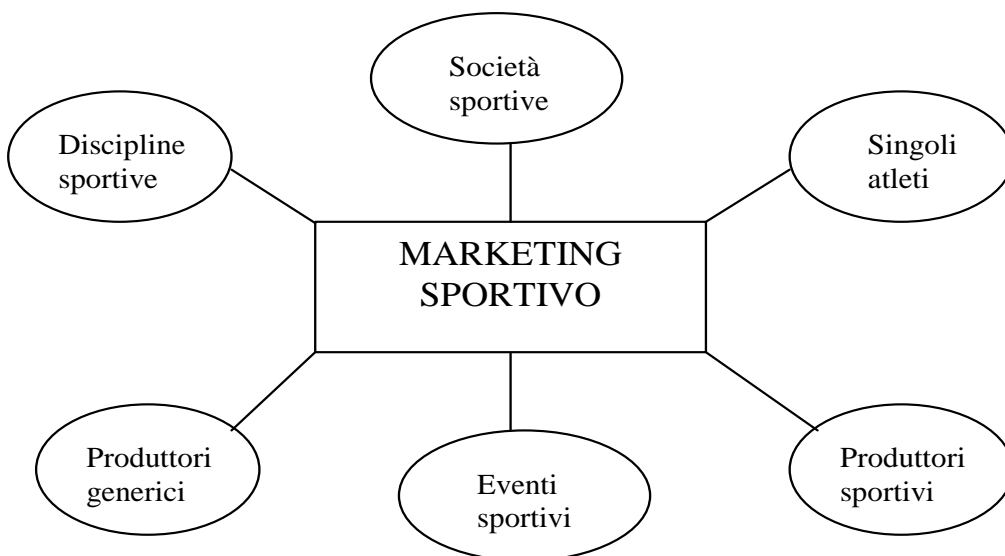 Società
sportive
Discipline
sportive
Singoli
atleti
MARKETING
SPORTIVO
Produttori
generici
Eventi
sportivi
Produttori
sportivi